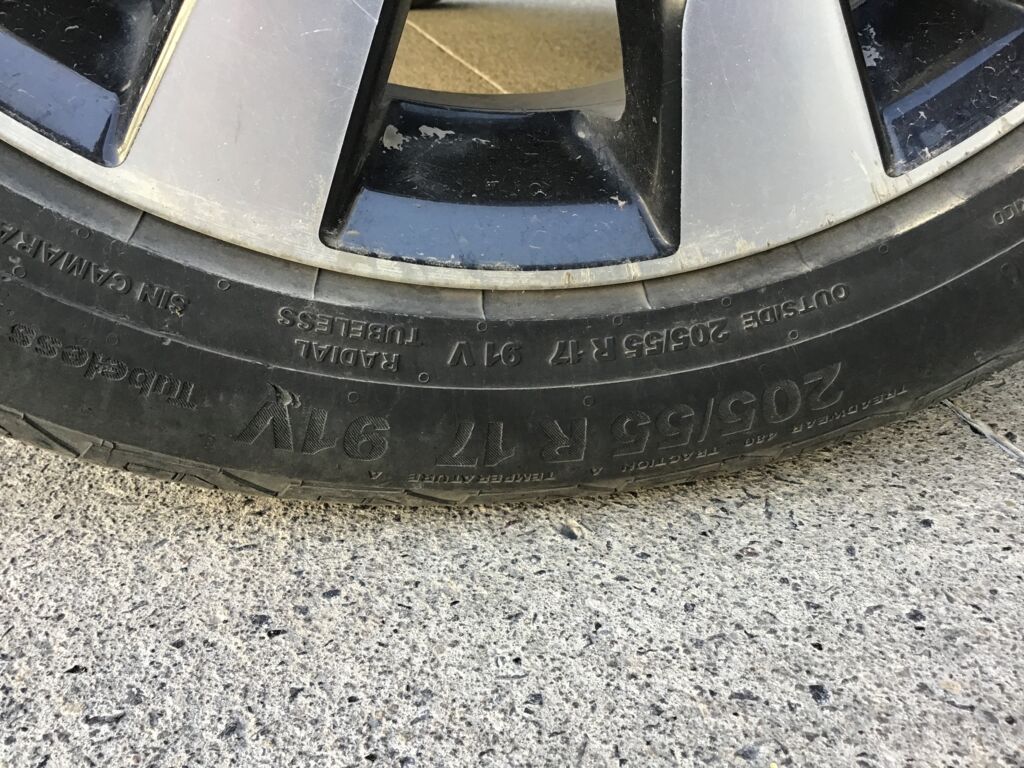 OUTSIDE 205/55 R 17 91 V
RADIAL
TUBELESS
SIN CAMARA
TREADWEAR 480 TRACTION A TEMPERATURE A
205/55 R 17 91V
Tubeless